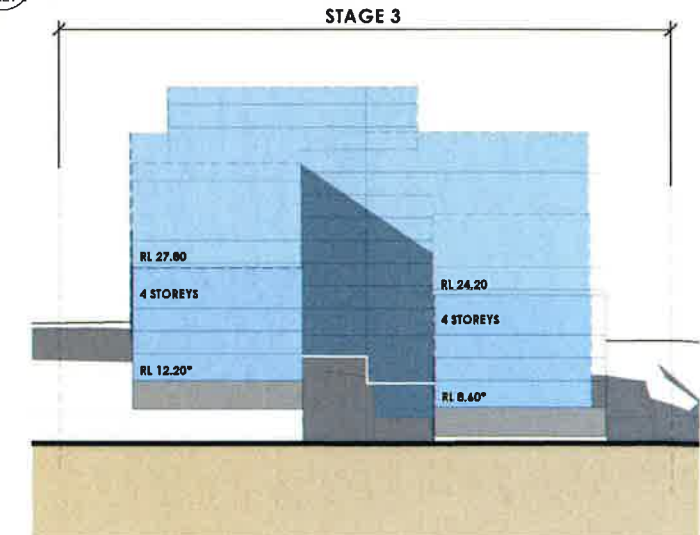 STAGE 3
RL 27.80
4 STOREYS
RL 24.20
4 STOREYS
RL 12.20*
RL 8.60*